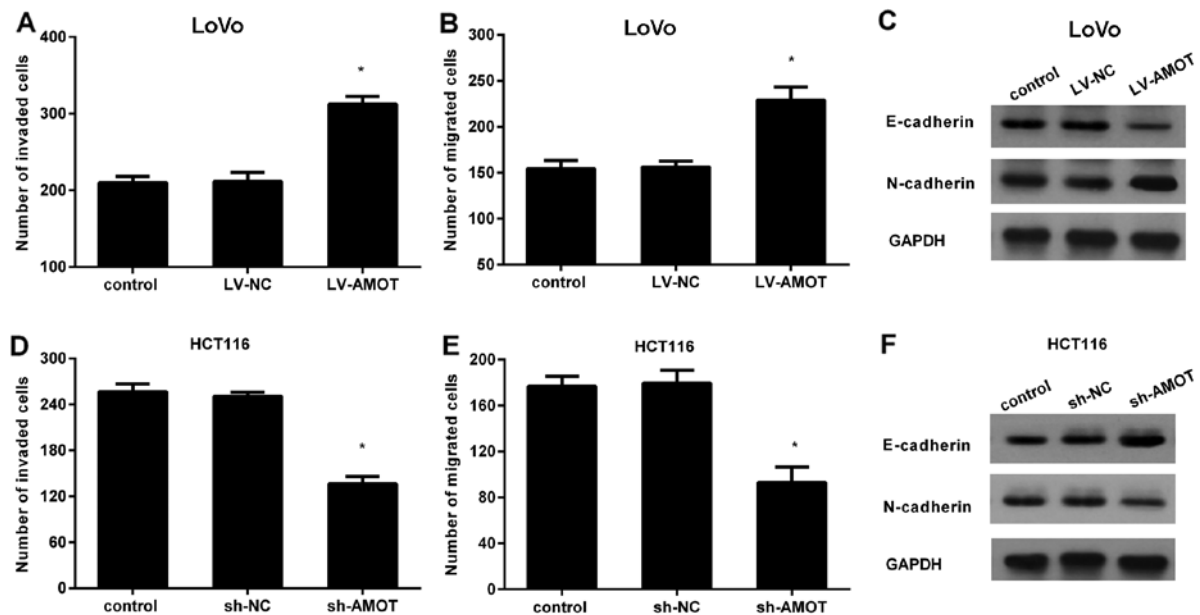 A
LoVo
Number of invaded cells
400
300
200
100
*
control LV-NC LV-AMOT
B
LoVo
Number of migrated cells
250
200
150
100
50
*
control LV-NC LV-AMOT
C
LoVo
control LV-NC LV-AMOT
E-cadherin
N-cadherin
GAPDH
D
HCT116
Number of invaded cells
300
240
180
120
60
0
*
control sh-NC sh-AMOT
E
HCT116
Number of migrated cells
200
160
120
80
40
0
*
control sh-NC sh-AMOT
F
HCT116
control sh-NC sh-AMOT
E-cadherin
N-cadherin
GAPDH